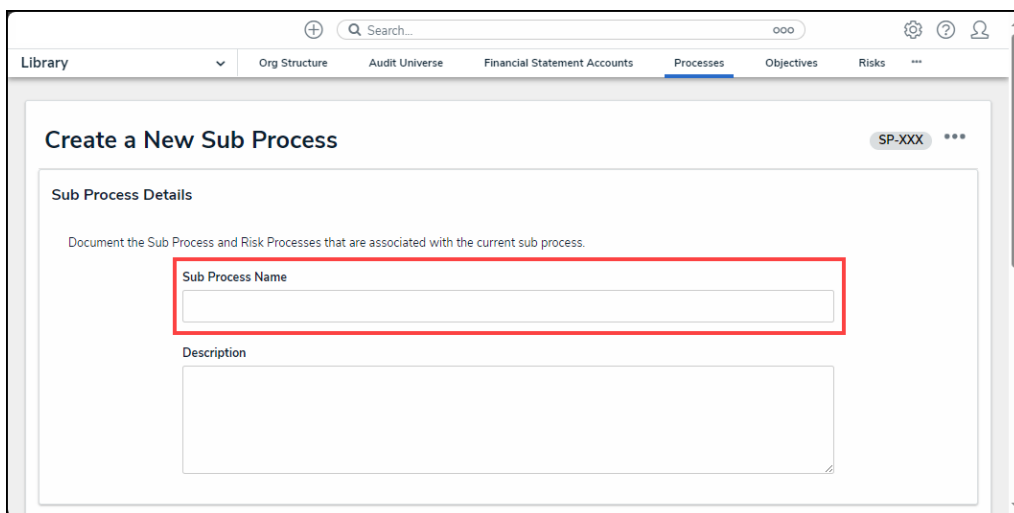 Search...
Library Org Structure Audit Universe Financial Statement Accounts Processes Objectives Risks
Create a New Sub Process SP-XXX
Sub Process Details
Document the Sub Process and Risk Processes that are associated with the current sub process.
Sub Process Name
Description